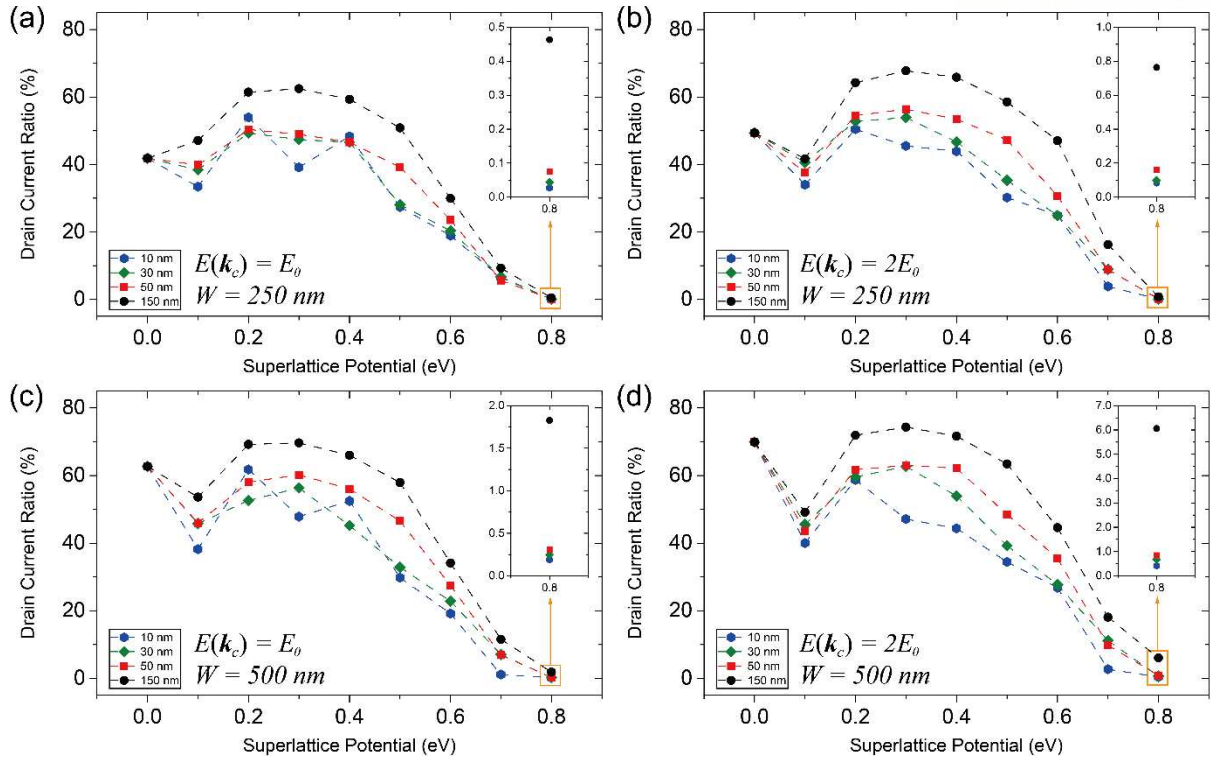 (a)
Drain Current Ratio (%)
80
60
40
20
0
0.5
0.4
0.3
0.2
0.1
0.0
0.8
10 nm
30 nm
50 nm
150 nm
E(k_c) = E_0
W = 250 nm
0.0 0.2 0.4 0.6 0.8
Superlattice Potential (eV)
(b)
Drain Current Ratio (%)
80
60
40
20
0
1.0
0.8
0.6
0.4
0.2
0.0
0.8
10 nm
30 nm
50 nm
150 nm
E(k_c) = 2E_0
W = 250 nm
0.0 0.2 0.4 0.6 0.8
Superlattice Potential (eV)
(c)
Drain Current Ratio (%)
80
60
40
20
0
2.0
1.5
1.0
0.5
0.0
0.8
10 nm
30 nm
50 nm
150 nm
E(k_c) = E_0
W = 500 nm
0.0 0.2 0.4 0.6 0.8
Superlattice Potential (eV)
(d)
Drain Current Ratio (%)
80
60
40
20
0
7.0
6.0
5.0
4.0
3.0
2.0
1.0
0.0
0.8
10 nm
30 nm
50 nm
150 nm
E(k_c) = 2E_0
W = 500 nm
0.0 0.2 0.4 0.6 0.8
Superlattice Potential (eV)